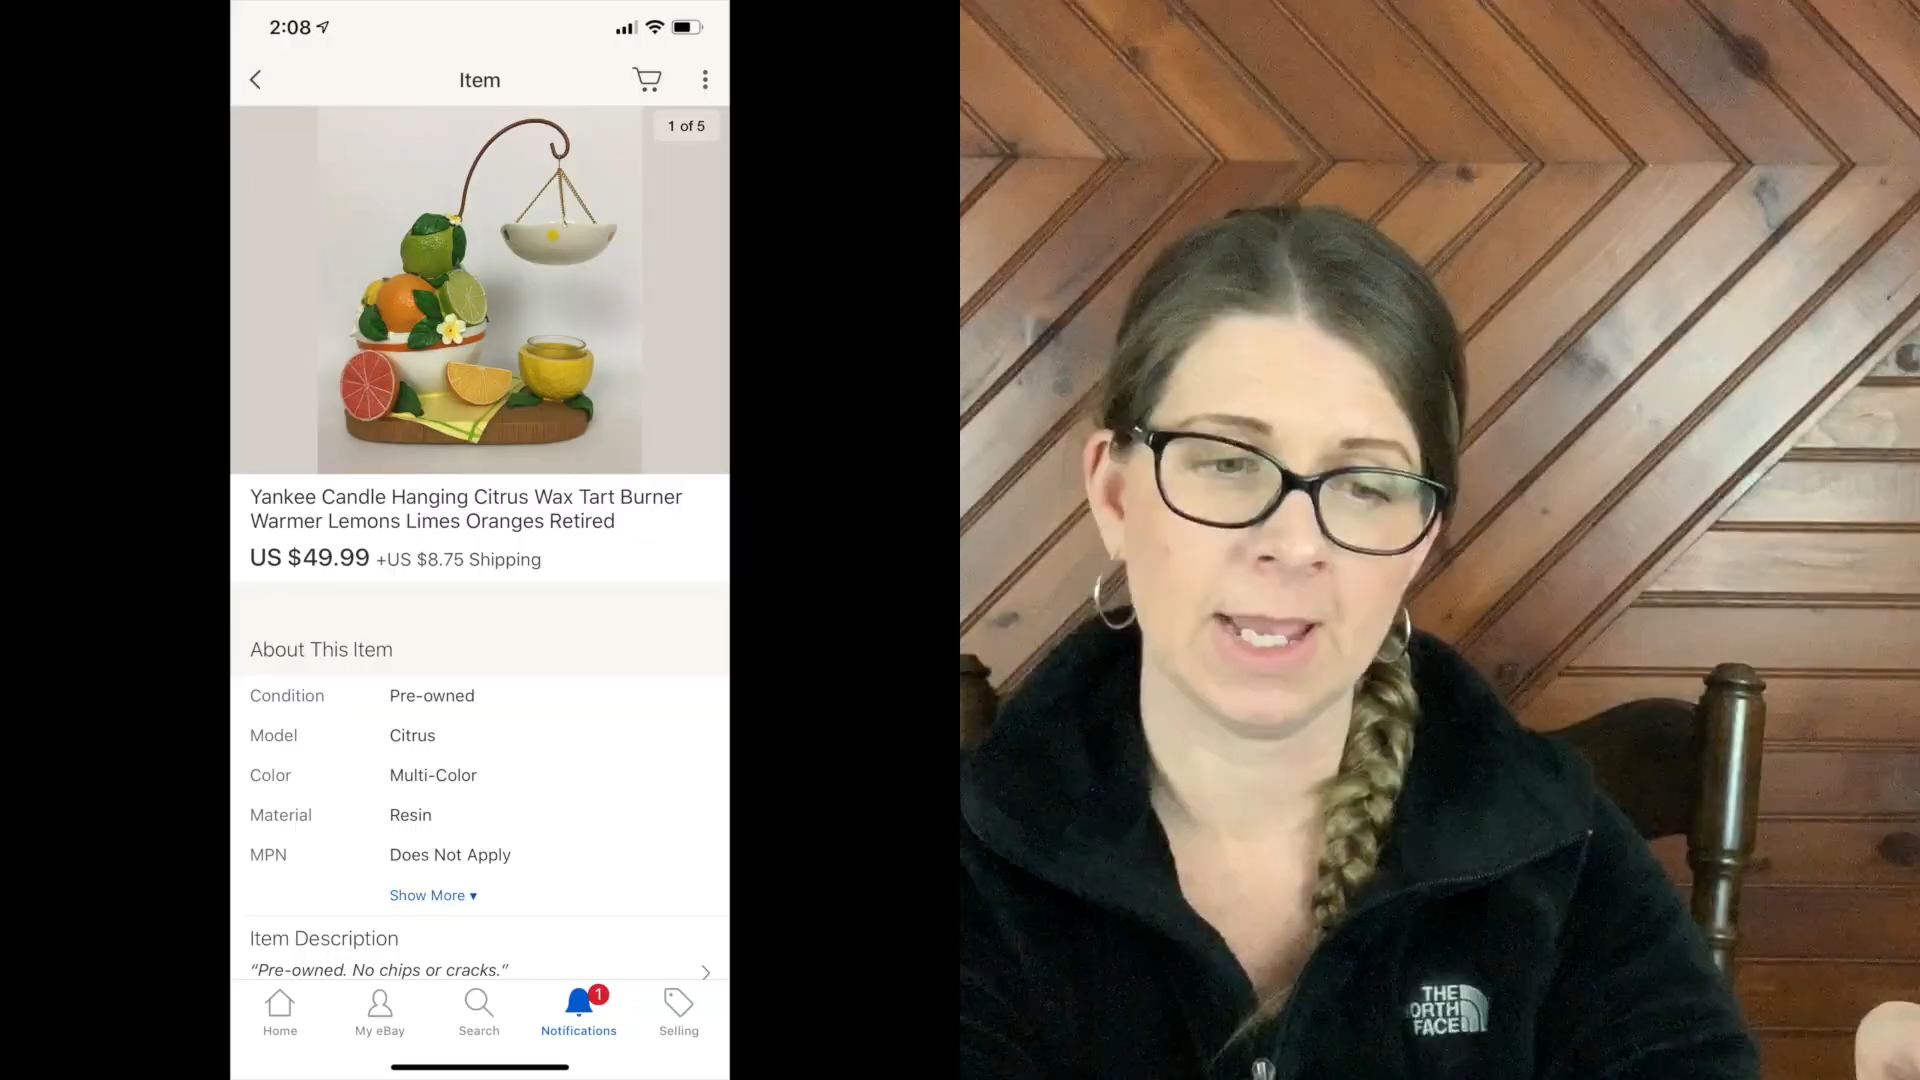 2:08
Item
1 of 5
Yankee Candle Hanging Citrus Wax Tart Burner
Warmer Lemons Limes Oranges Retired
US $49.99 +US $8.75 Shipping
About This Item
Condition Pre-owned
Model Citrus
Color Multi-Color
Material Resin
MPN Does Not Apply
Show More ▾
Item Description
“Pre-owned. No chips or cracks.”
1
Home My eBay Search Notifications Selling
THE
ORTH
FACE